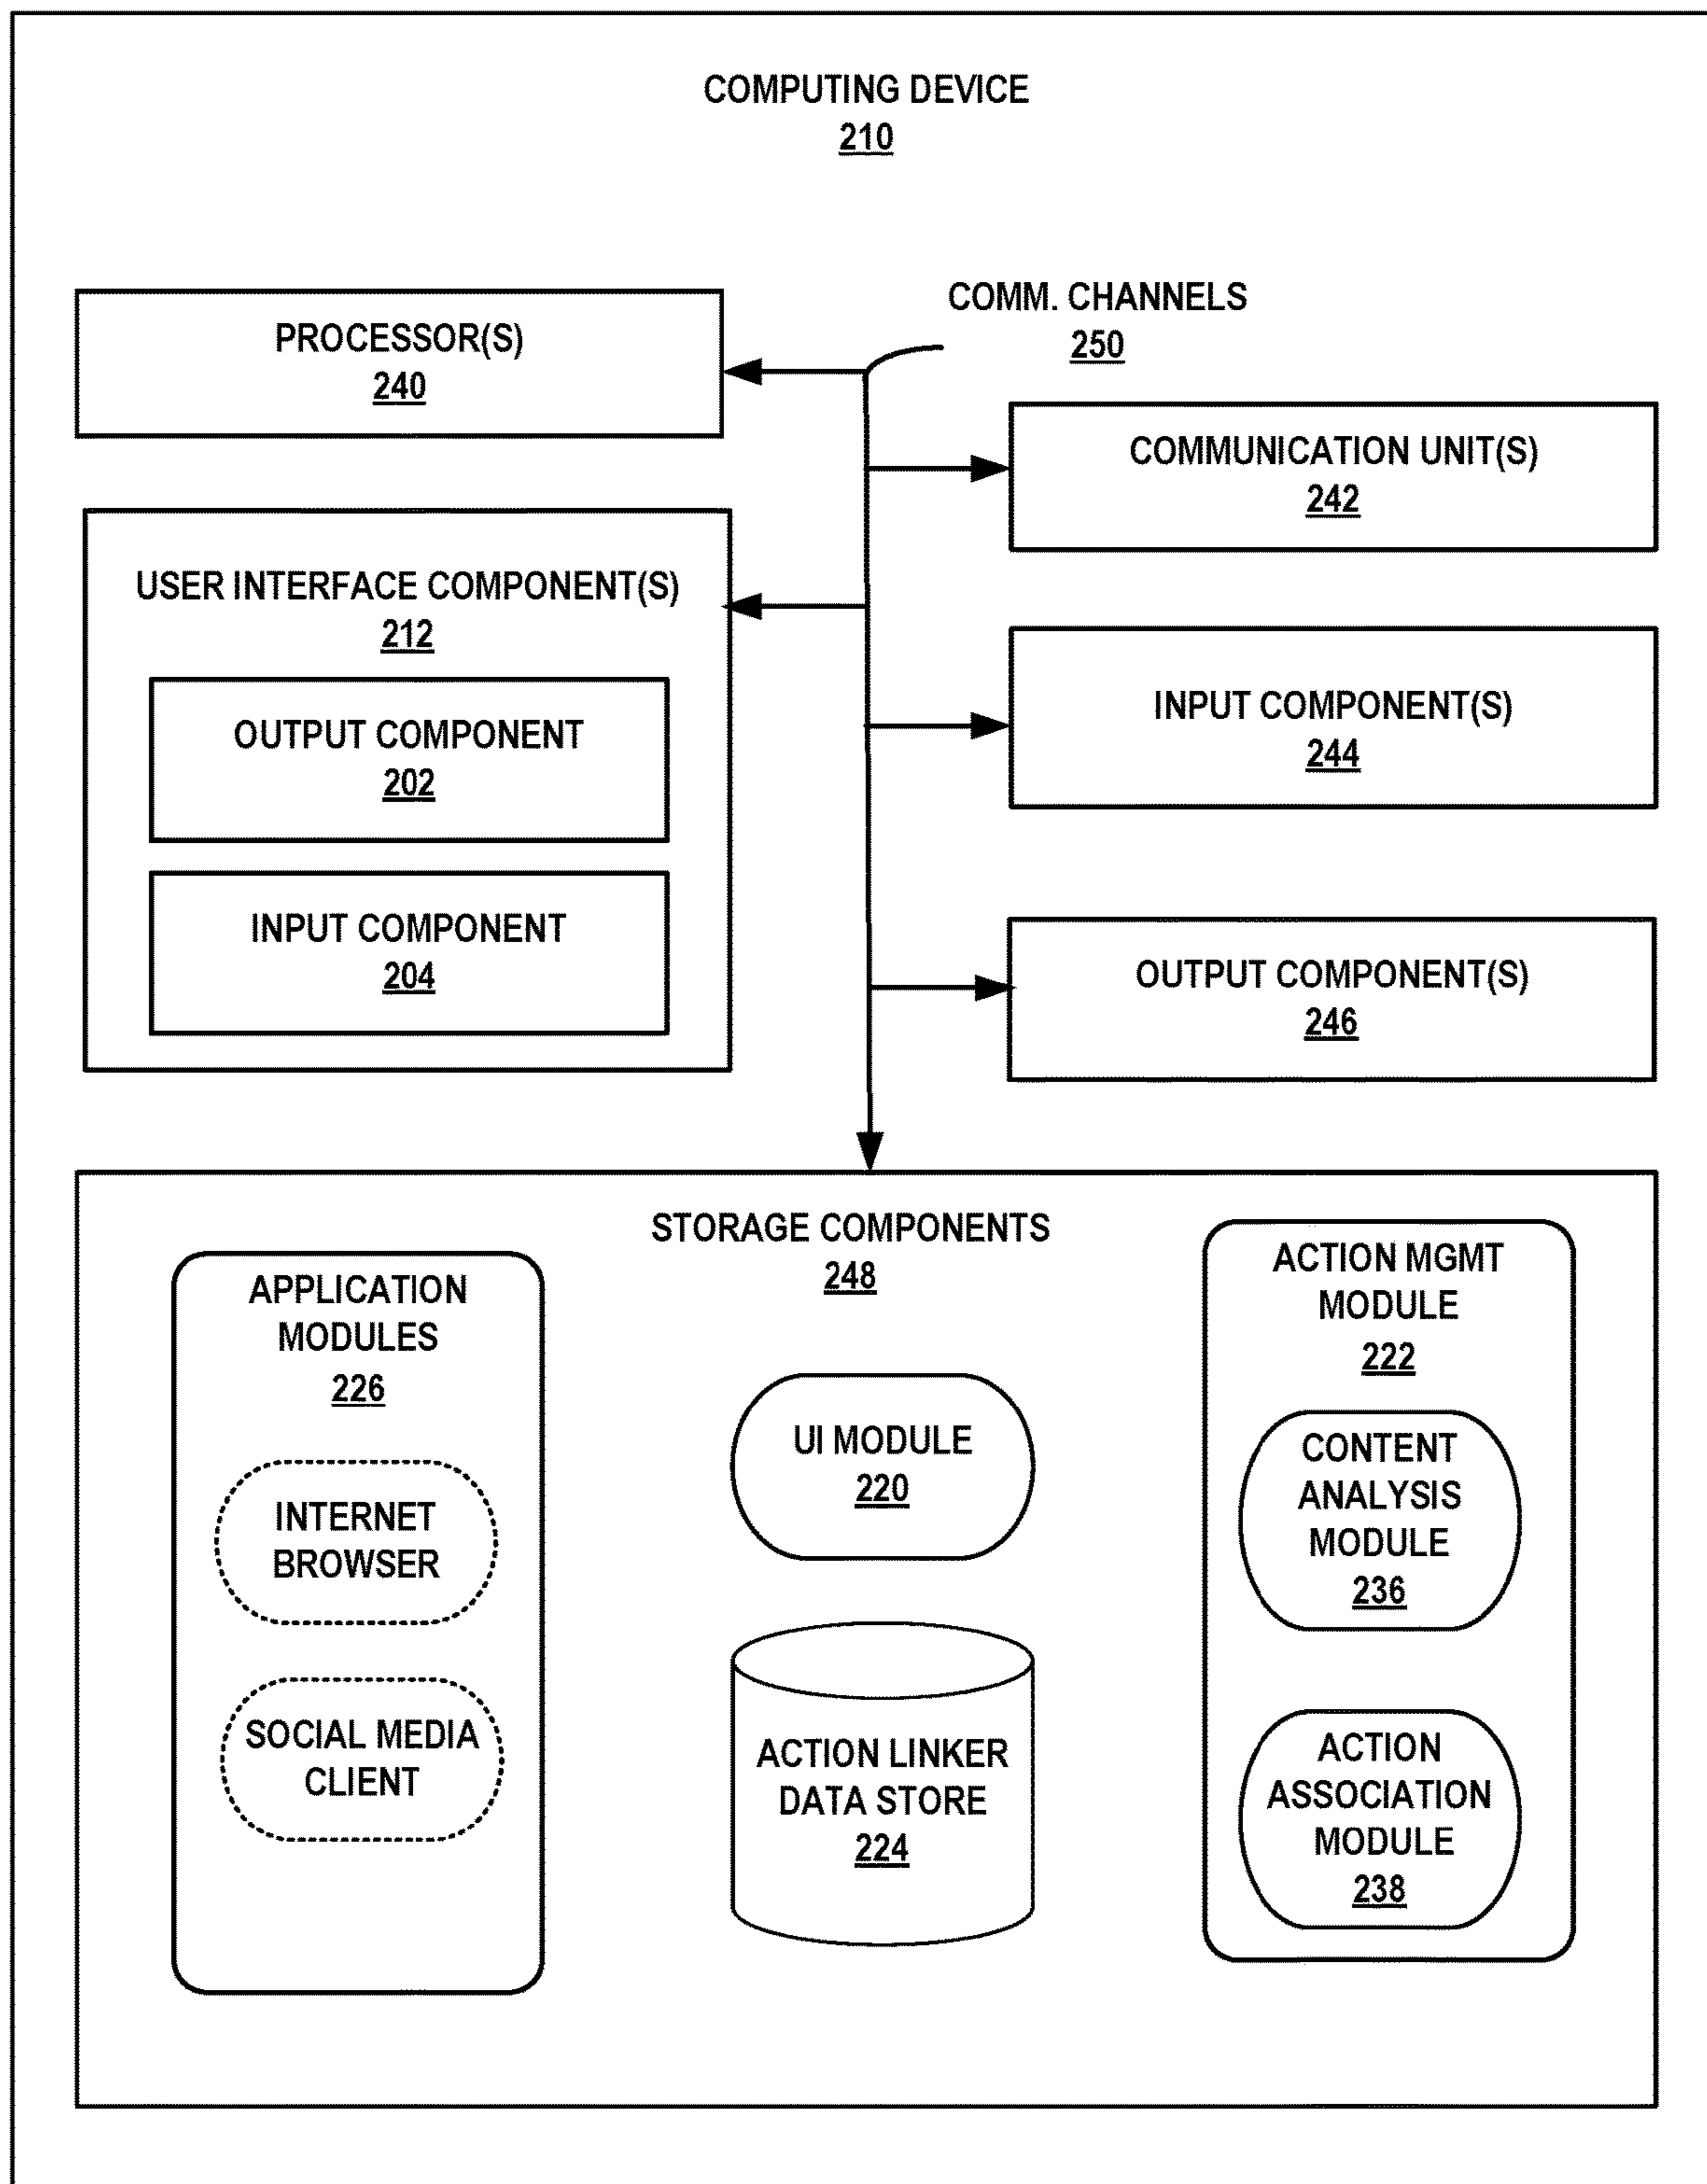 COMPUTING DEVICE
210
PROCESSOR(S)
240
COMM. CHANNELS
250
COMMUNICATION UNIT(S)
242
USER INTERFACE COMPONENT(S)
212
OUTPUT COMPONENT
202
INPUT COMPONENT
204
INPUT COMPONENT(S)
244
OUTPUT COMPONENT(S)
246
STORAGE COMPONENTS
248
APPLICATION
MODULES
226
INTERNET
BROWSER
SOCIAL MEDIA
CLIENT
UI MODULE
220
ACTION LINKER
DATA STORE
224
ACTION MGMT
MODULE
222
CONTENT
ANALYSIS
MODULE
236
ACTION
ASSOCIATION
MODULE
238